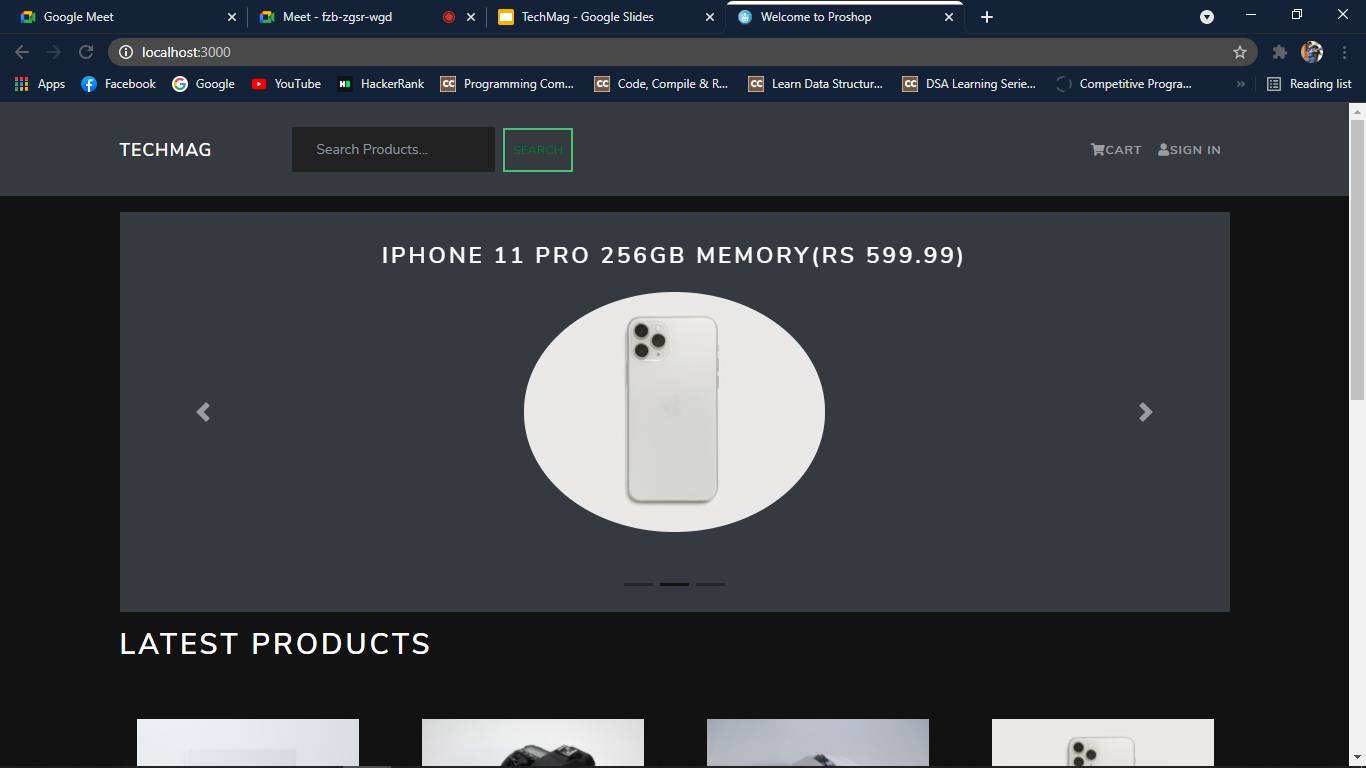 Google Meet
Meet - fzb-zgsr-wgd
TechMag - Google Slides
Welcome to Proshop
localhost:3000
Apps
Facebook
Google
YouTube
HackerRank
Programming Com...
Code, Compile & R...
Learn Data Structur...
DSA Learning Serie...
Competitive Progra...
Reading list
TECHMAG
Search Products...
SEARCH
CART
SIGN IN
IPHONE 11 PRO 256GB MEMORY(RS 599.99)
LATEST PRODUCTS